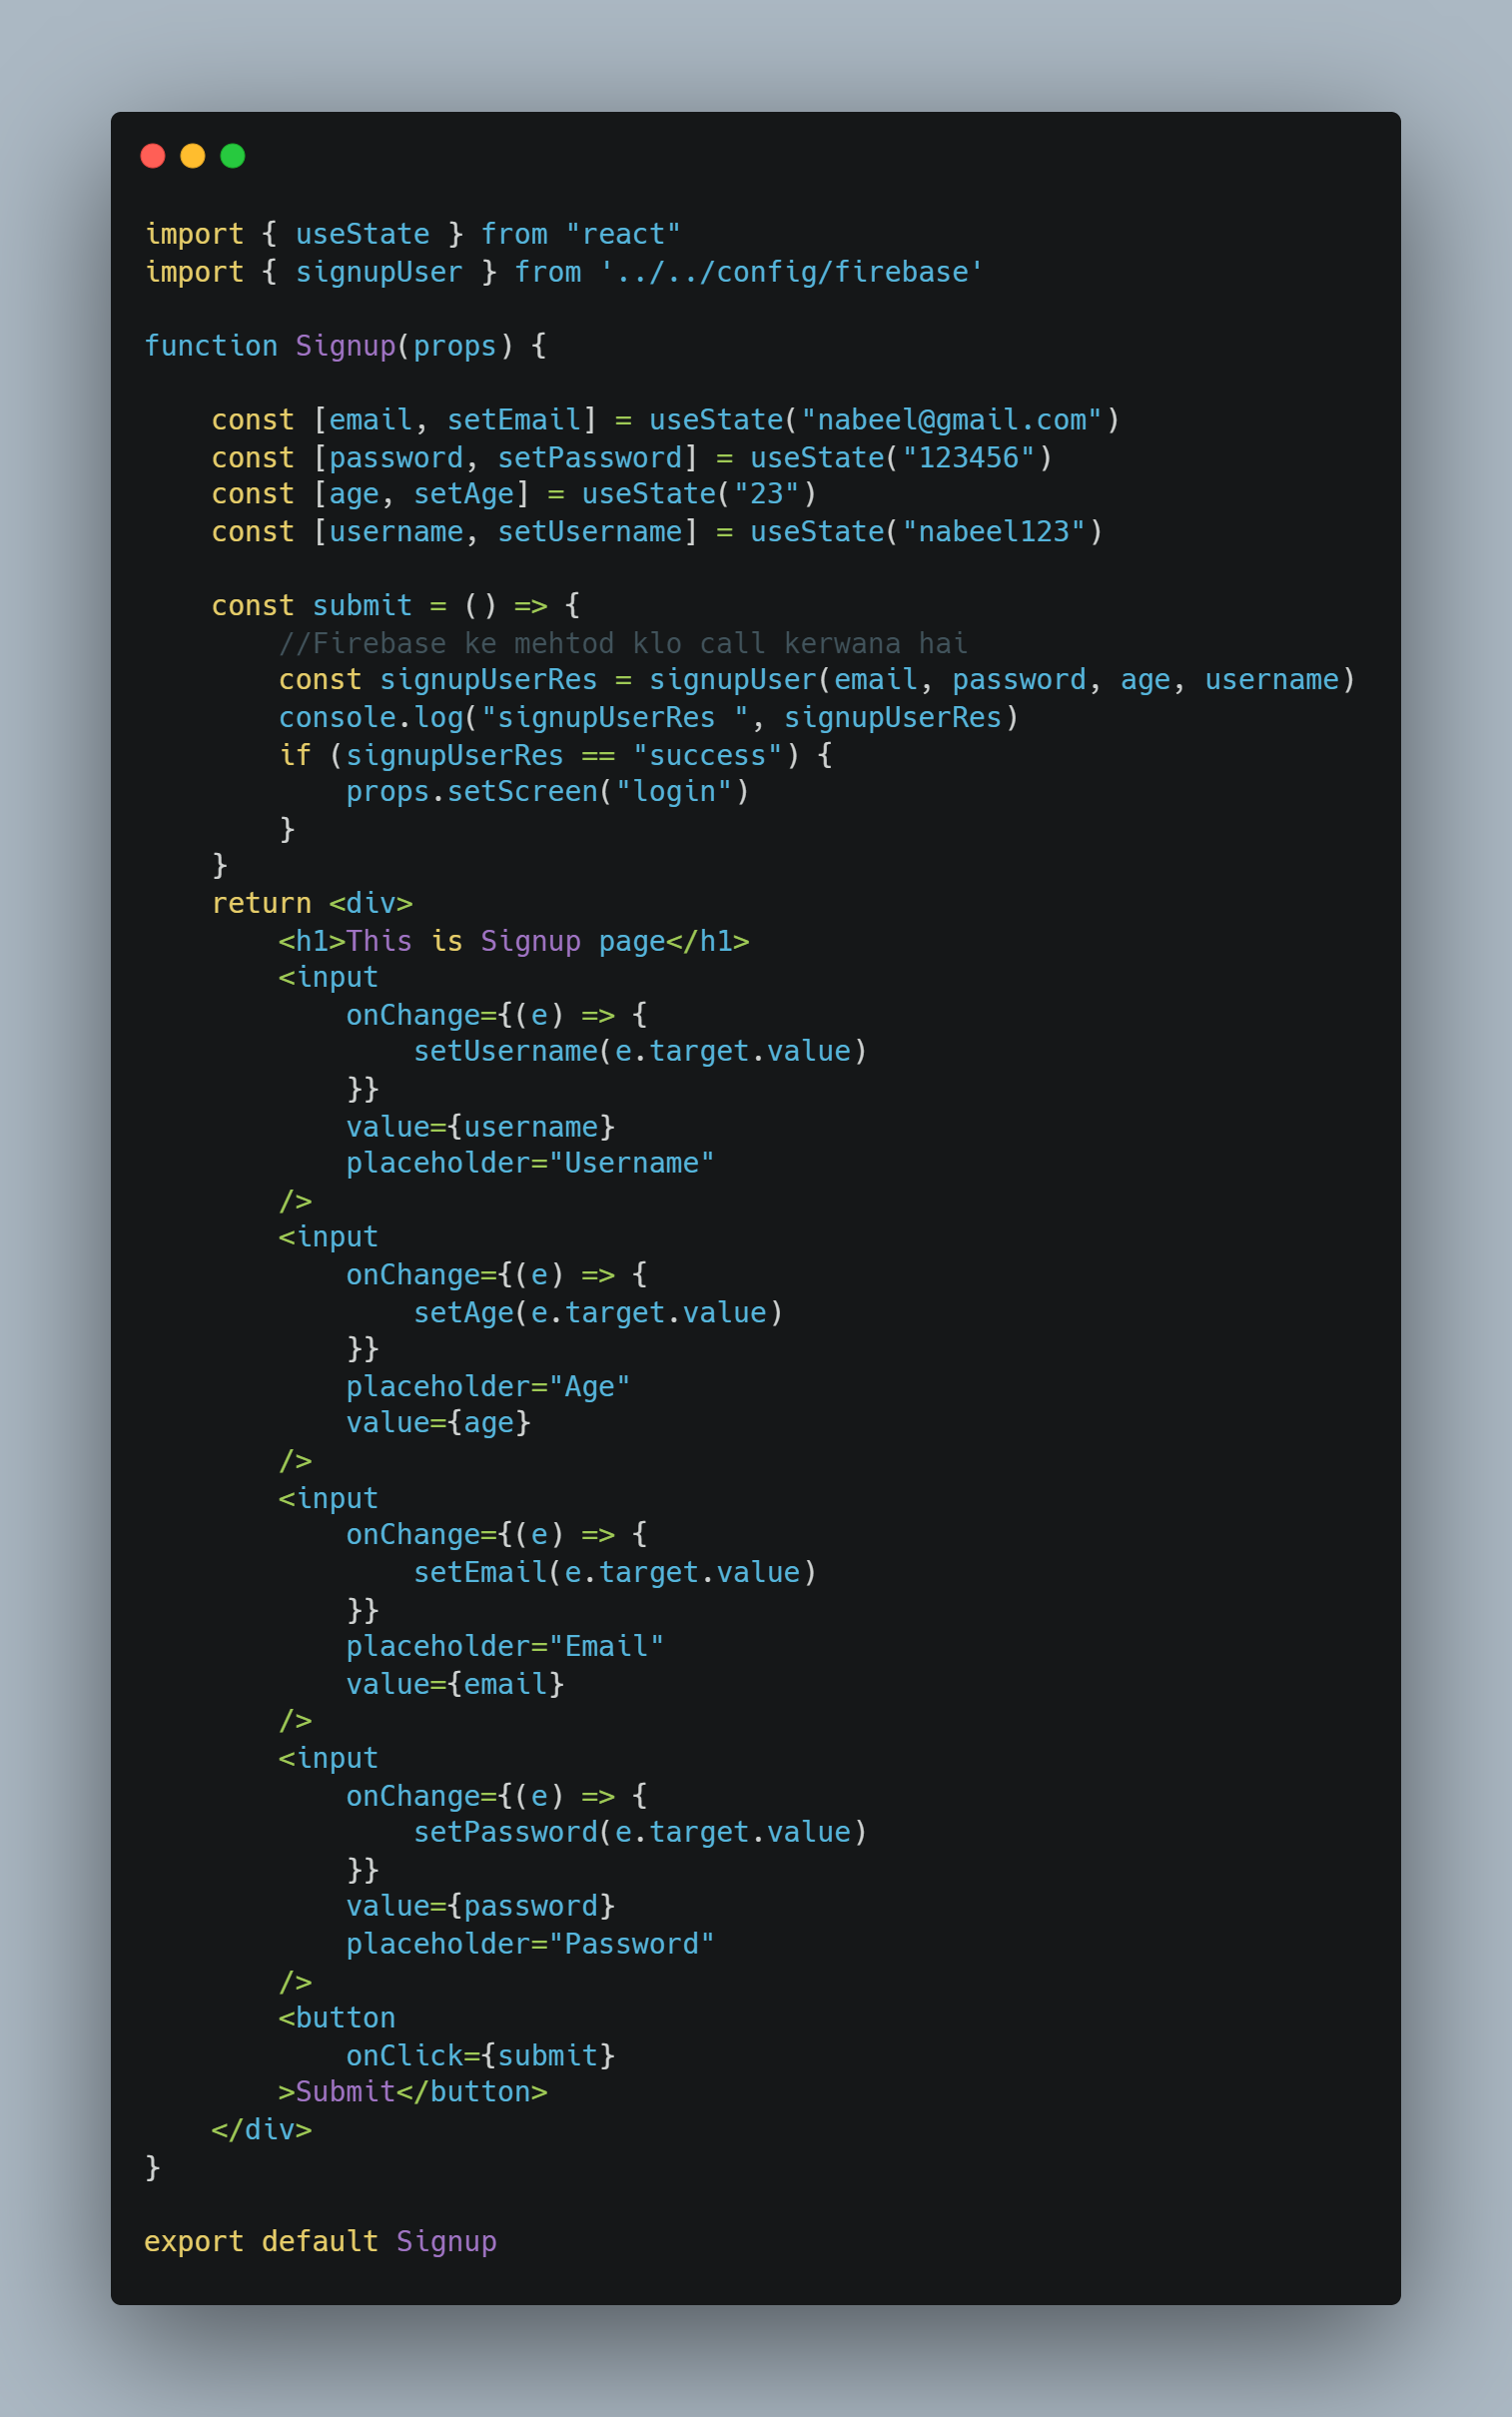 import { useState } from "react"
import { signupUser } from '../../config/firebase'

function Signup(props) {

    const [email, setEmail] = useState("nabeel@gmail.com")
    const [password, setPassword] = useState("123456")
    const [age, setAge] = useState("23")
    const [username, setUsername] = useState("nabeel123")

    const submit = () => {
        //Firebase ke mehtod klo call kerwana hai
        const signupUserRes = signupUser(email, password, age, username)
        console.log("signupUserRes ", signupUserRes)
        if (signupUserRes == "success") {
            props.setScreen("login")
        }
    }
    return <div>
        <h1>This is Signup page</h1>
        <input
            onChange={(e) => {
                setUsername(e.target.value)
            }}
            value={username}
            placeholder="Username"
        />
        <input
            onChange={(e) => {
                setAge(e.target.value)
            }}
            placeholder="Age"
            value={age}
        />
        <input
            onChange={(e) => {
                setEmail(e.target.value)
            }}
            placeholder="Email"
            value={email}
        />
        <input
            onChange={(e) => {
                setPassword(e.target.value)
            }}
            value={password}
            placeholder="Password"
        />
        <button
            onClick={submit}
        >Submit</button>
    </div>
}

export default Signup